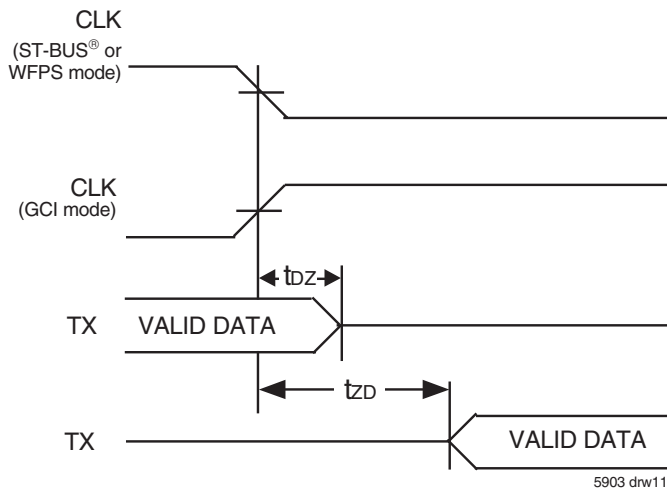 CLK
(ST-BUS® or
WFPS mode)
CLK
(GCI mode)
tDZ
TX VALID DATA
tZD
TX VALID DATA
5903 drw11